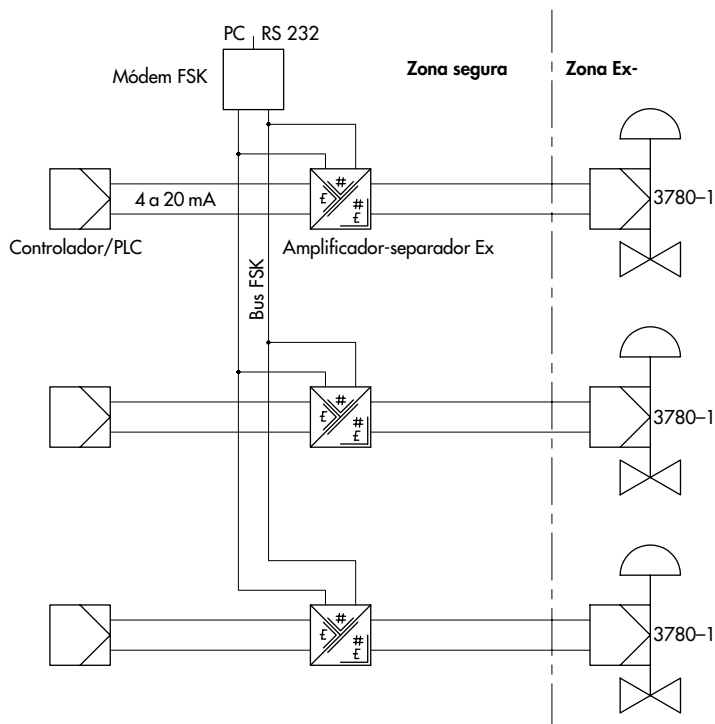 PC RS 232
Módem FSK
Zona segura
Zona Ex-
4 a 20 mA
3780–1
Controlador/PLC
Amplificador-separador Ex
Bus FSK
3780–1
3780–1